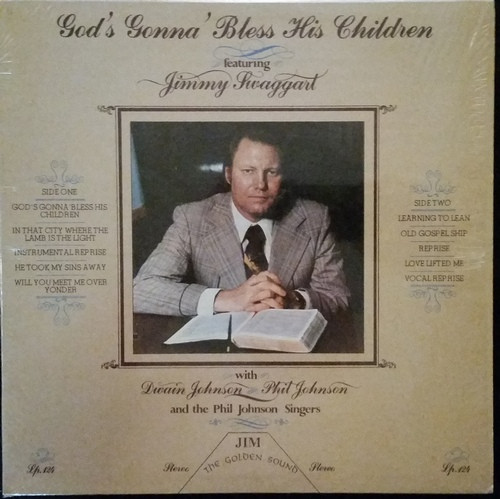 God's Gonna' Bless His Children
featuring
Jimmy Swaggart
SIDE ONE
GOD'S GONNA' BLESS HIS
CHILDREN
IN THAT CITY WHERE THE
LAMB IS THE LIGHT
INSTRUMENTAL REPRISE
HE TOOK MY SINS AWAY
WILL YOU MEET ME OVER
YONDER
SIDE TWO
LEARNING TO LEAN
OLD GOSPEL SHIP
REPRISE
LOVE LIFTED ME
VOCAL REPRISE
with
Dwain Johnson - Phil Johnson
and the Phil Johnson Singers
JIM
Lp.124
Stereo
THE GOLDEN SOUND
Stereo
Lp.124